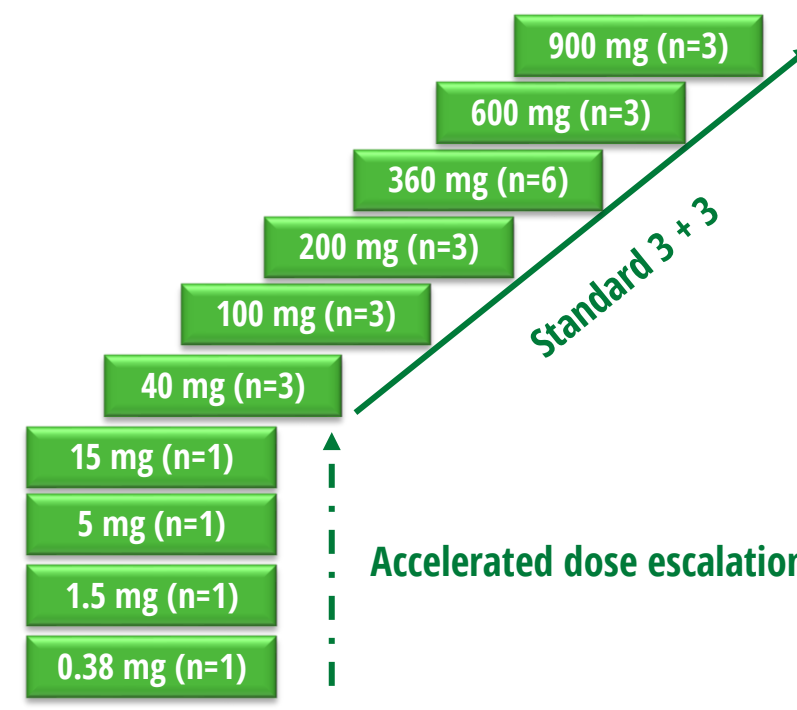 900 mg (n=3)
600 mg (n=3)
360 mg (n=6)
200 mg (n=3)
100 mg (n=3)
Standard 3 + 3
40 mg (n=3)
15 mg (n=1)
5 mg (n=1)
Accelerated dose escalation
1.5 mg (n=1)
0.38 mg (n=1)